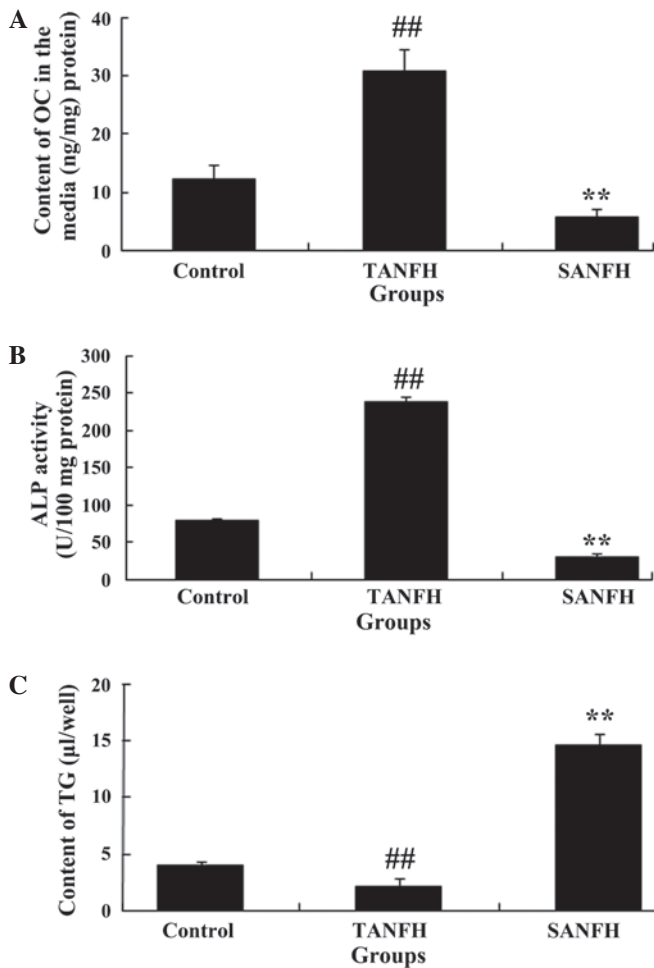 A
Content of OC in the
media (ng/mg) protein)
40
30
20
10
0
##
**
Control TANFH SANFH
Groups
B
ALP activity
(U/100 mg protein)
300
250
200
150
100
50
0
##
**
Control TANFH SANFH
Groups
C
Content of TG (µl/well)
20
15
10
5
0
##
**
Control TANFH SANFH
Groups